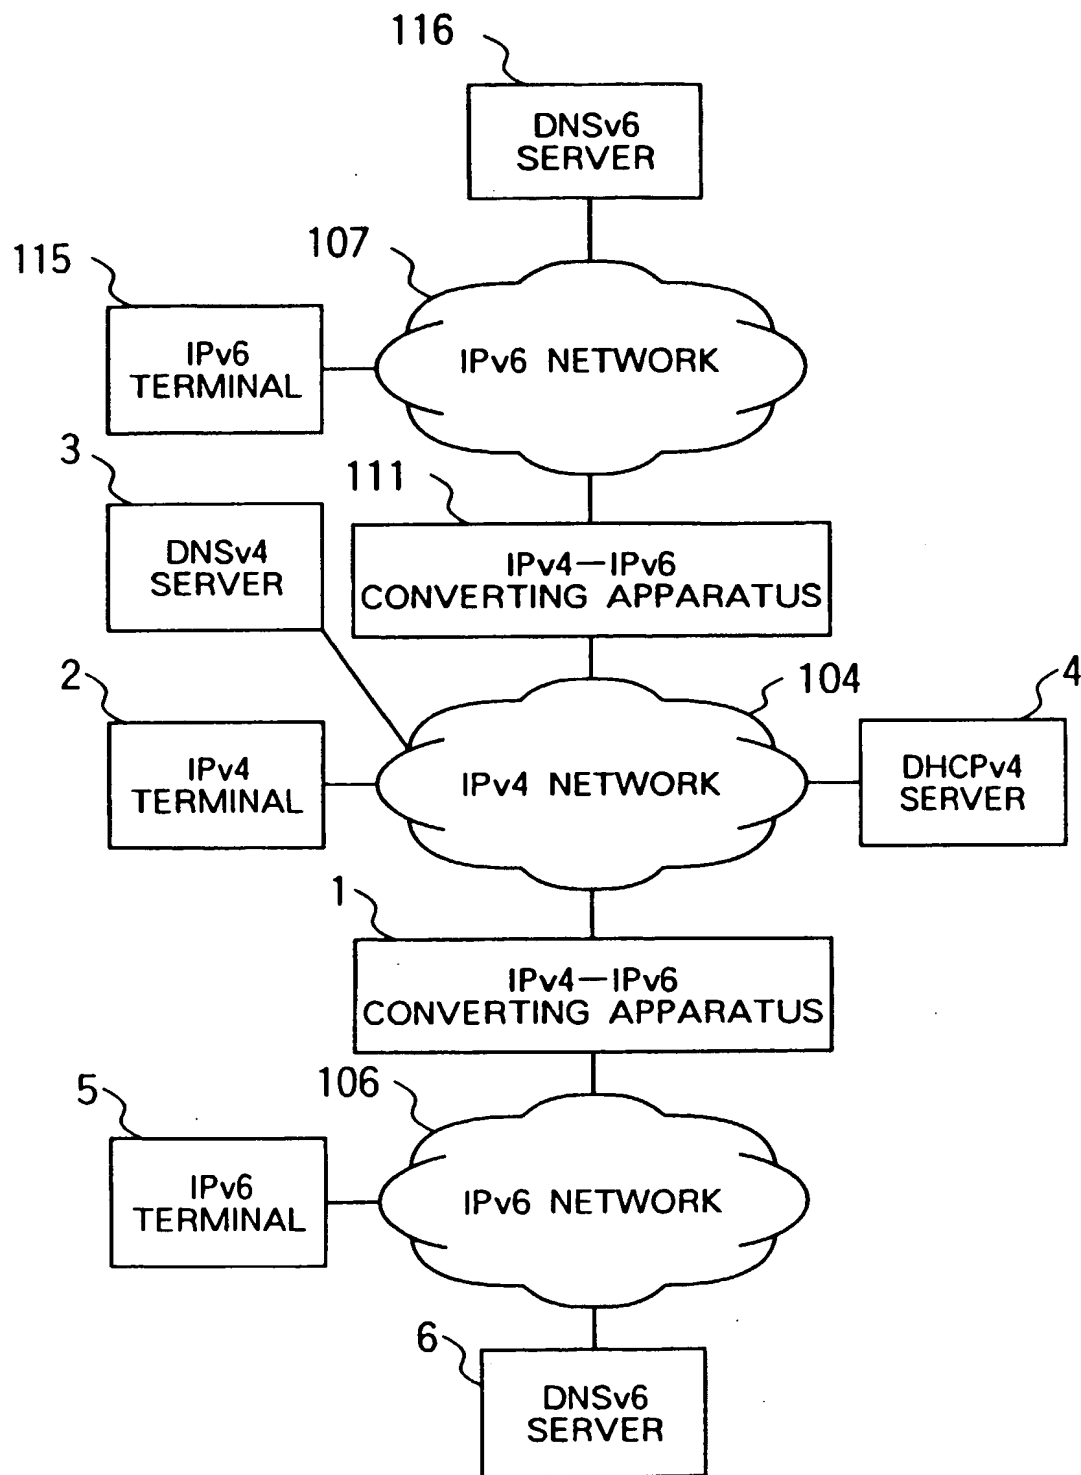 116
DNSv6
SERVER
107
115
IPv6
TERMINAL
IPv6 NETWORK
3
111
DNSv4
SERVER
IPv4—IPv6
CONVERTING APPARATUS
2
104
4
IPv4
TERMINAL
IPv4 NETWORK
DHCPv4
SERVER
1
IPv4—IPv6
CONVERTING APPARATUS
5
106
IPv6
TERMINAL
IPv6 NETWORK
6
DNSv6
SERVER